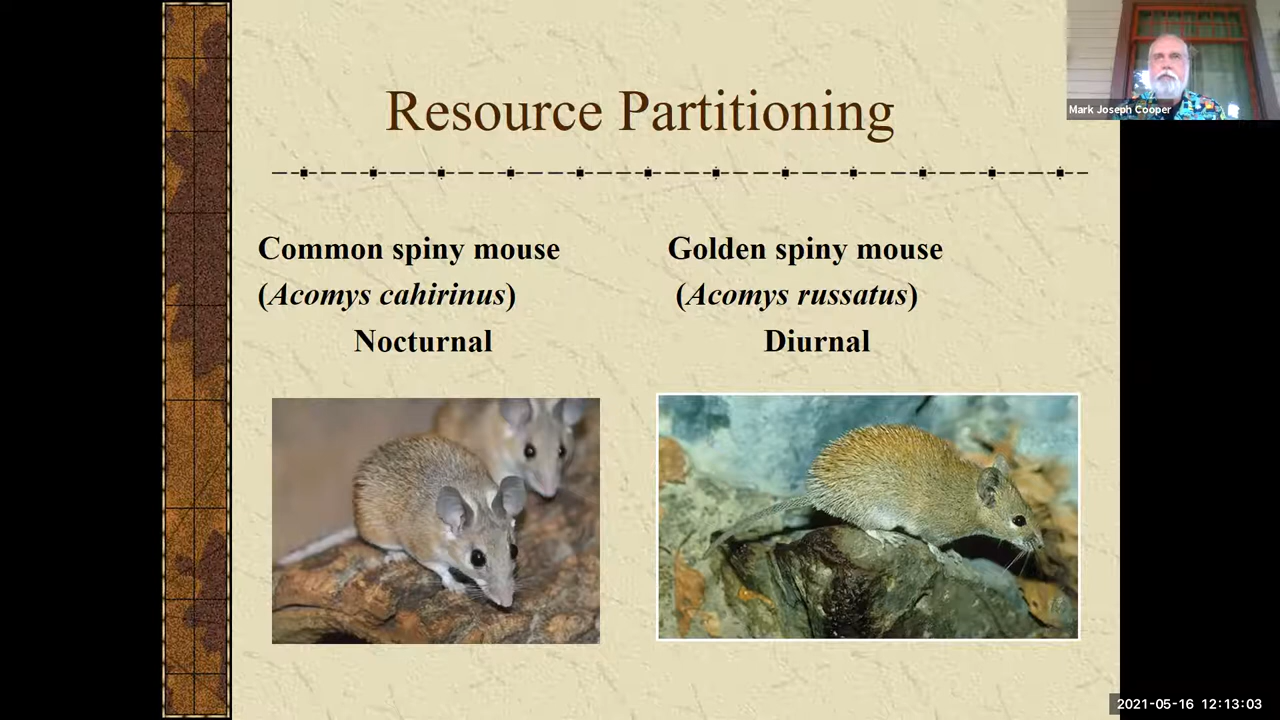 Resource Partitioning
Mark Joseph Cooper
Common spiny mouse
(Acomys cahirinus)
Nocturnal
Golden spiny mouse
(Acomys russatus)
Diurnal
2021-05-16 12:13:03